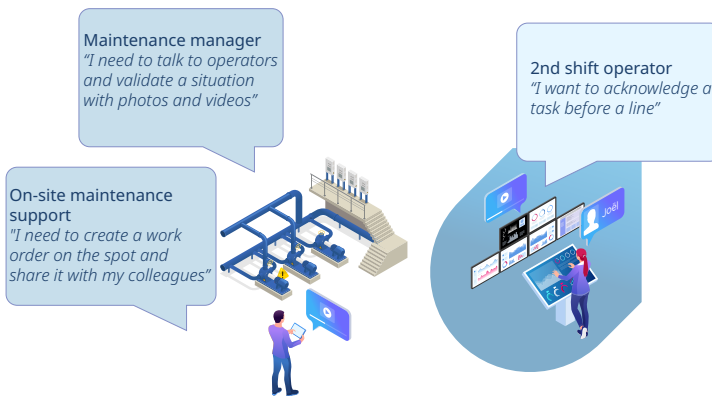 Maintenance manager
“I need to talk to operators
and validate a situation
with photos and videos”
2nd shift operator
“I want to acknowledge a
task before a line”
On-site maintenance
support
"I need to create a work
order on the spot and
share it with my colleagues”
Joël